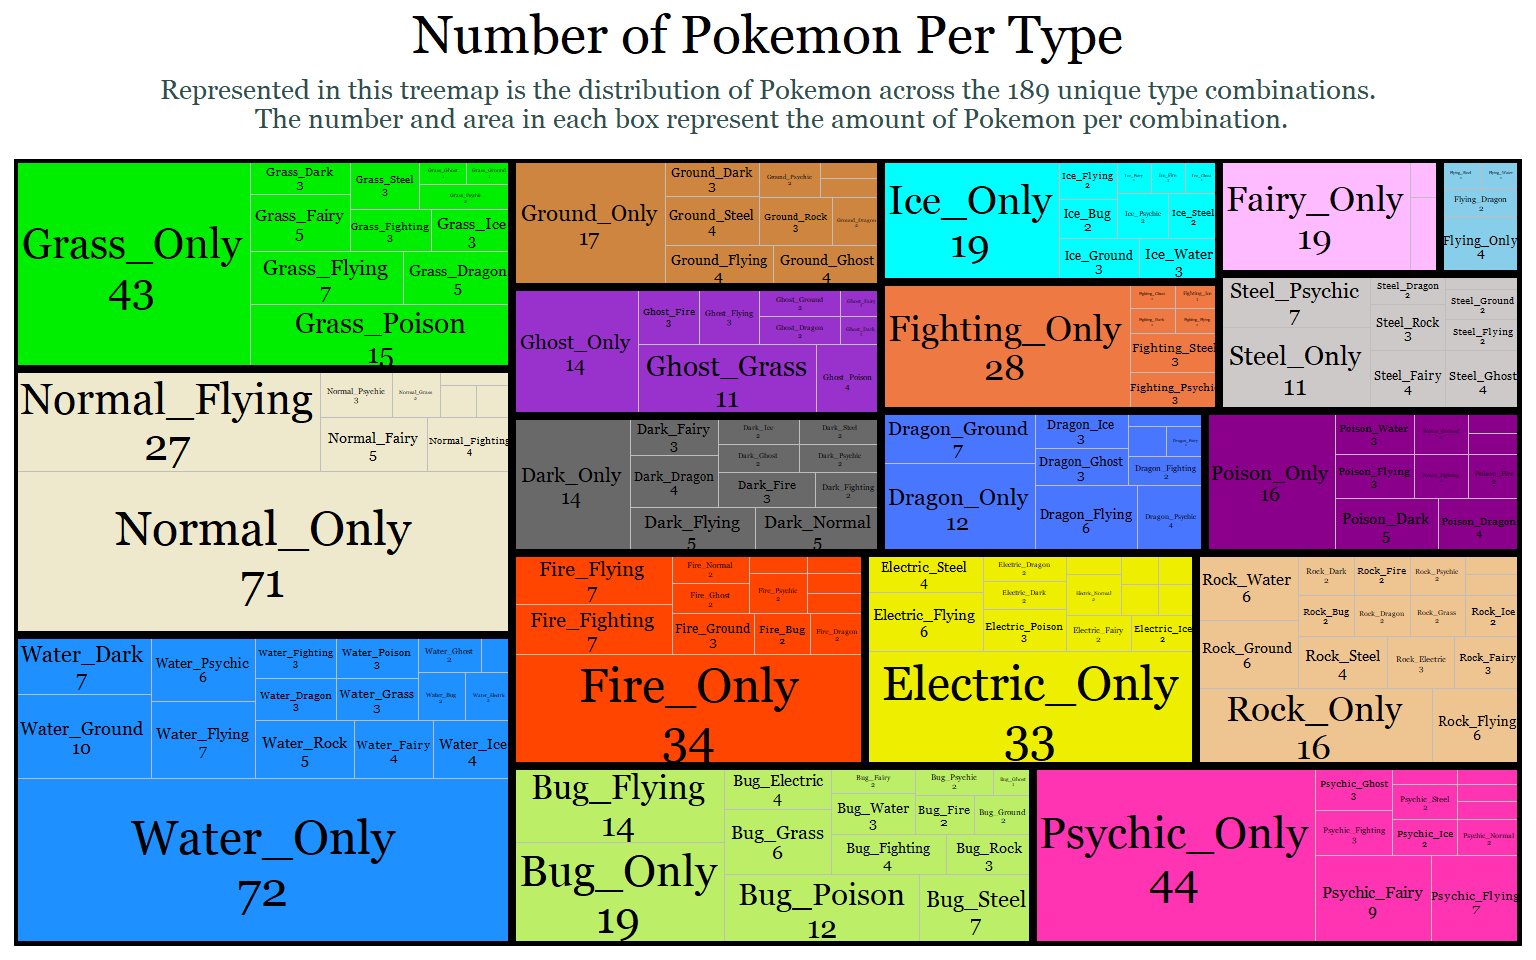 Number of Pokemon Per Type
Represented in this treemap is the distribution of Pokemon across the 189 unique type combinations.
The number and area in each box represent the amount of Pokemon per combination.
Grass_Only
43
Grass_Dark
3
Grass_Steel
3
Grass_Ghost
1
Grass_Ground
1
Grass_Psychic
2
Grass_Fairy
5
Grass_Fighting
3
Grass_Ice
3
Grass_Flying
7
Grass_Dragon
5
Grass_Poison
15
Normal_Flying
27
Normal_Psychic
3
Normal_Grass
2
Normal_Fairy
5
Normal_Fighting
4
Normal_Only
71
Water_Dark
7
Water_Psychic
6
Water_Fighting
3
Water_Poison
3
Water_Ghost
2
Water_Dragon
3
Water_Grass
3
Water_Bug
2
Water_Electric
2
Water_Ground
10
Water_Flying
7
Water_Rock
5
Water_Fairy
4
Water_Ice
4
Water_Only
72
Ground_Only
17
Ground_Dark
3
Ground_Psychic
2
Ground_Steel
4
Ground_Rock
3
Ground_Dragon
2
Ground_Flying
4
Ground_Ghost
4
Ghost_Only
14
Ghost_Fire
3
Ghost_Flying
3
Ghost_Ground
2
Ghost_Fairy
1
Ghost_Dragon
2
Ghost_Dark
1
Ghost_Grass
11
Ghost_Poison
4
Dark_Only
14
Dark_Fairy
3
Dark_Ice
2
Dark_Steel
2
Dark_Dragon
4
Dark_Ghost
2
Dark_Psychic
2
Dark_Fire
3
Dark_Fighting
2
Dark_Flying
5
Dark_Normal
5
Fire_Flying
7
Fire_Normal
2
Fire_Ghost
2
Fire_Psychic
2
Fire_Fighting
7
Fire_Ground
3
Fire_Bug
2
Fire_Dragon
2
Fire_Only
34
Bug_Flying
14
Bug_Electric
4
Bug_Fairy
2
Bug_Psychic
2
Bug_Ghost
1
Bug_Water
3
Bug_Fire
2
Bug_Ground
2
Bug_Grass
6
Bug_Fighting
4
Bug_Rock
3
Bug_Only
19
Bug_Poison
12
Bug_Steel
7
Ice_Only
19
Ice_Flying
2
Ice_Fairy
Ice_Fire
Ice_Ghost
Ice_Bug
2
Ice_Psychic
2
Ice_Steel
2
Ice_Ground
3
Ice_Water
3
Fighting_Only
28
Fighting_Ghost
Fighting_Ice
1
Fighting_Dark
Fighting_Flying
Fighting_Steel
3
Fighting_Psychic
3
Dragon_Ground
7
Dragon_Ice
3
Dragon_Fairy
Dragon_Ghost
3
Dragon_Fighting
2
Dragon_Only
12
Dragon_Flying
6
Dragon_Psychic
4
Electric_Steel
4
Electric_Dragon
2
Electric_Flying
6
Electric_Dark
2
Electric_Normal
2
Electric_Poison
3
Electric_Fairy
2
Electric_Ice
2
Electric_Only
33
Fairy_Only
19
Flying_Steel
Flying_Water
Flying_Dragon
2
Flying_Only
4
Steel_Psychic
7
Steel_Dragon
2
Steel_Ground
2
Steel_Rock
3
Steel_Flying
2
Steel_Only
11
Steel_Fairy
4
Steel_Ghost
4
Poison_Only
16
Poison_Water
3
Poison_Ground
Poison_Flying
3
Poison_Fighting
Poison_Fire
2
Poison_Dark
5
Poison_Dragon
4
Rock_Water
6
Rock_Dark
2
Rock_Fire
2
Rock_Psychic
2
Rock_Bug
2
Rock_Dragon
2
Rock_Grass
2
Rock_Ice
2
Rock_Ground
6
Rock_Steel
4
Rock_Electric
3
Rock_Fairy
3
Rock_Only
16
Rock_Flying
6
Psychic_Only
44
Psychic_Ghost
3
Psychic_Steel
2
Psychic_Fighting
3
Psychic_Ice
2
Psychic_Normal
2
Psychic_Fairy
9
Psychic_Flying
7